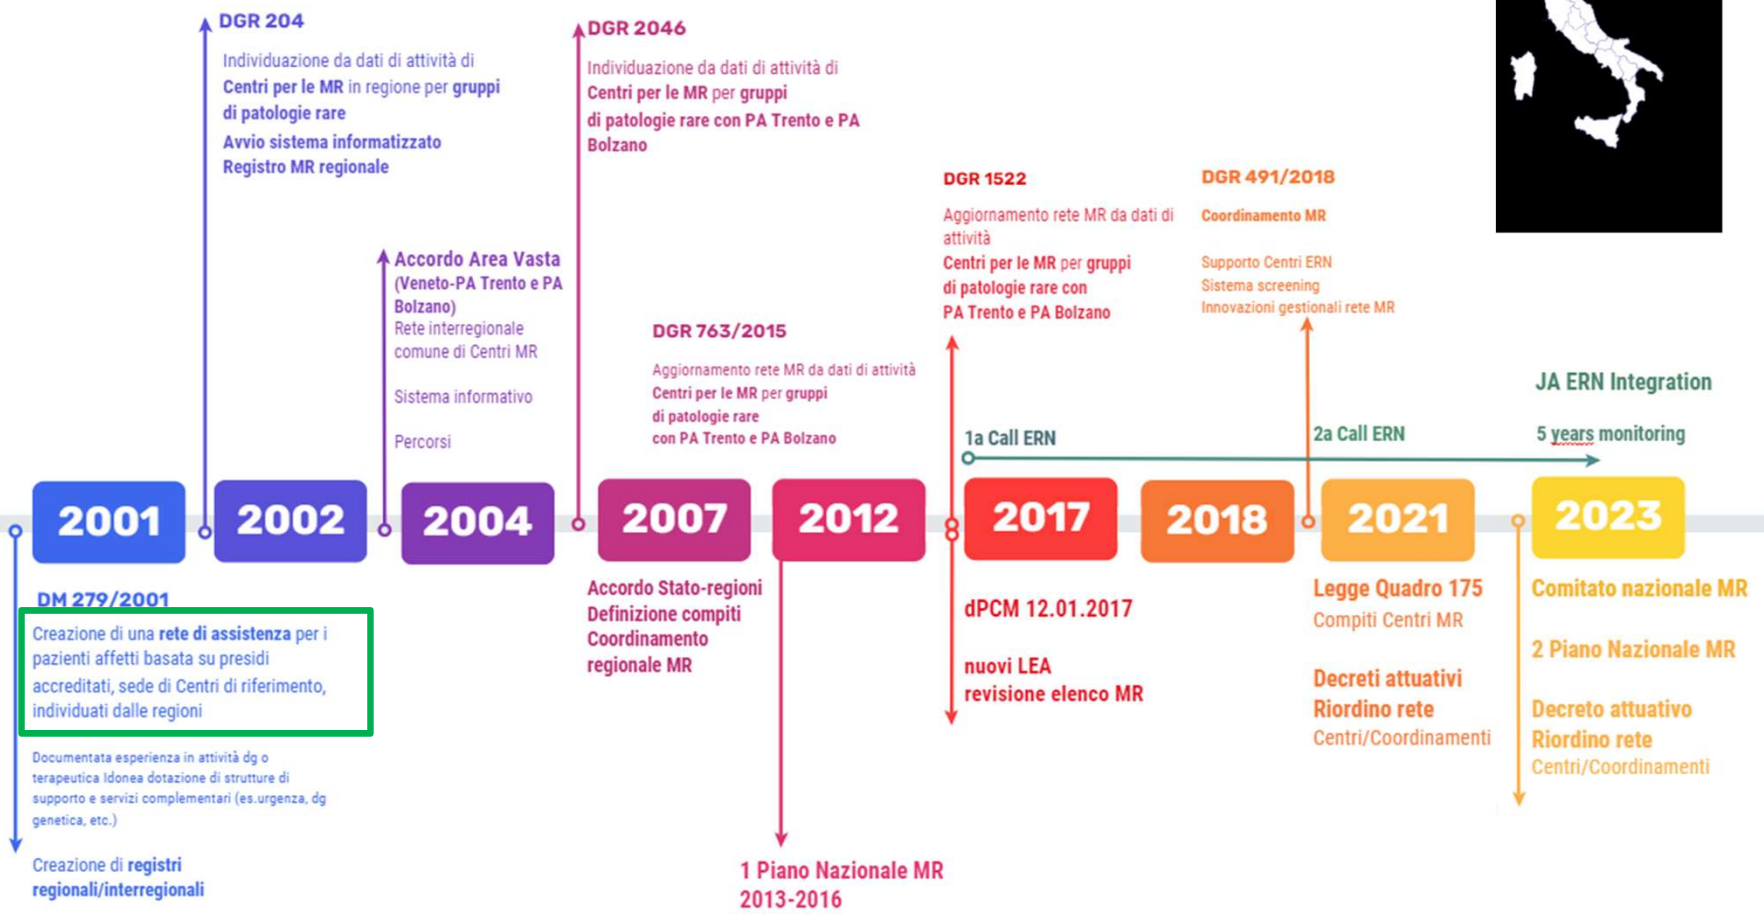 DGR 204
Individuazione da dati di attività di
Centri per le MR in regione per gruppi
di patologie rare
Avvio sistema informatizzato
Registro MR regionale
DGR 2046
Individuazione da dati di attività di
Centri per le MR per gruppi
di patologie rare con PA Trento e PA
Bolzano
Accordo Area Vasta
(Veneto-PA Trento e PA
Bolzano)
Rete interregionale
comune di Centri MR
Sistema informativo
Percorsi
DGR 763/2015
Aggiornamento rete MR da dati di attività
Centri per le MR per gruppi
di patologie rare
con PA Trento e PA Bolzano
DGR 1522
Aggiornamento rete MR da dati di
attività
Centri per le MR per gruppi
di patologie rare con
PA Trento e PA Bolzano
DGR 491/2018
Coordinamento MR
Supporto Centri ERN
Sistema screening
Innovazioni gestionali rete MR
1a Call ERN
2a Call ERN
JA ERN Integration
5 years monitoring
2001
2002
2004
2007
2012
2017
2018
2021
2023
DM 279/2001
Creazione di una rete di assistenza per i
pazienti affetti basata su presidi
accreditati, sede di Centri di riferimento,
individuati dalle regioni
Documentata esperienza in attività dg o
terapeutica Idonea dotazione di strutture di
supporto e servizi complementari (es.urgenza, dg
genetica, etc.)
Creazione di registri
regionali/interregionali
Accordo Stato-regioni
Definizione compiti
Coordinamento
regionale MR
1 Piano Nazionale MR
2013-2016
dPCM 12.01.2017
nuovi LEA
revisione elenco MR
Legge Quadro 175
Compiti Centri MR
Decreti attuativi
Riordino rete
Centri/Coordinamenti
Comitato nazionale MR
2 Piano Nazionale MR
Decreto attuativo
Riordino rete
Centri/Coordinamenti